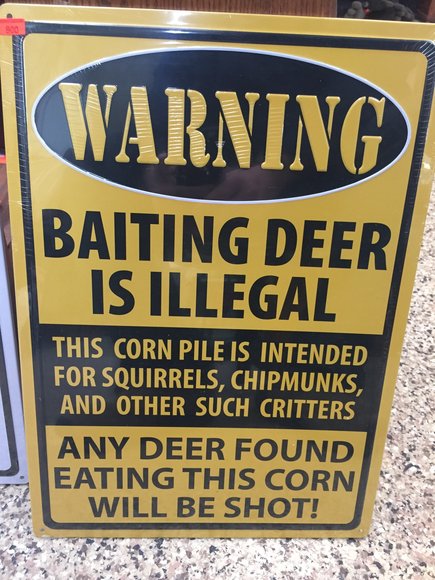 900
WARNING
BAITING DEER
IS ILLEGAL
THIS CORN PILE IS INTENDED
FOR SQUIRRELS, CHIPMUNKS,
AND OTHER SUCH CRITTERS
ANY DEER FOUND
EATING THIS CORN
WILL BE SHOT!